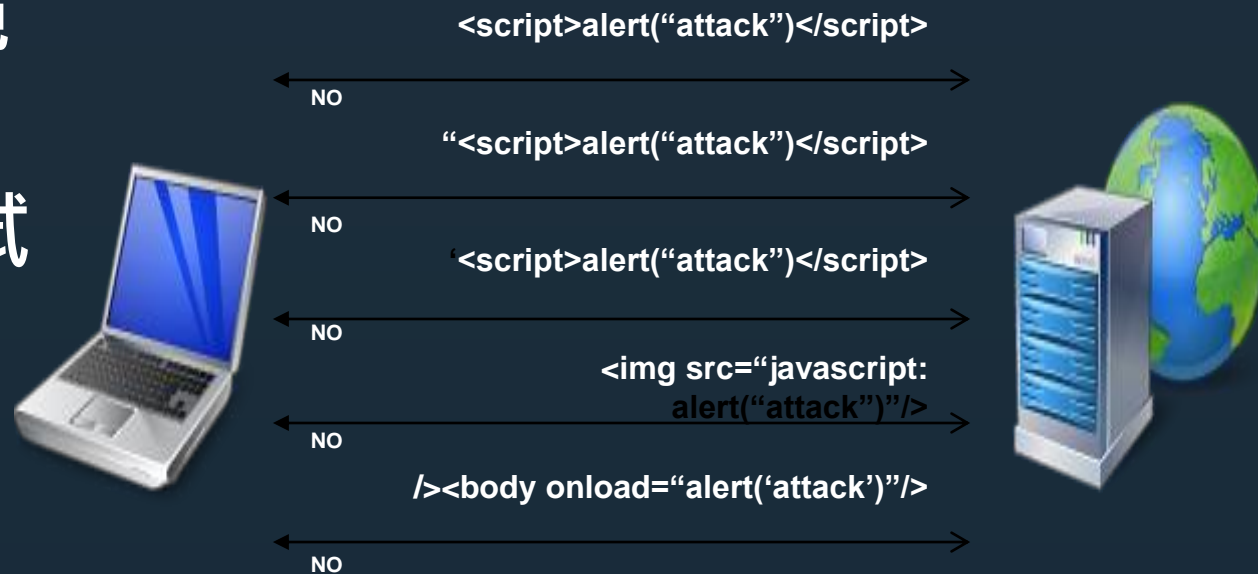 <script>alert(“attack”)</script>
NO
“<script>alert(“attack”)</script>
NO
式
‘<script>alert(“attack”)</script>
NO
<img src=“javascript:
alert(“attack”)”/>
NO
/><body onload=“alert(‘attack’)”/>
NO